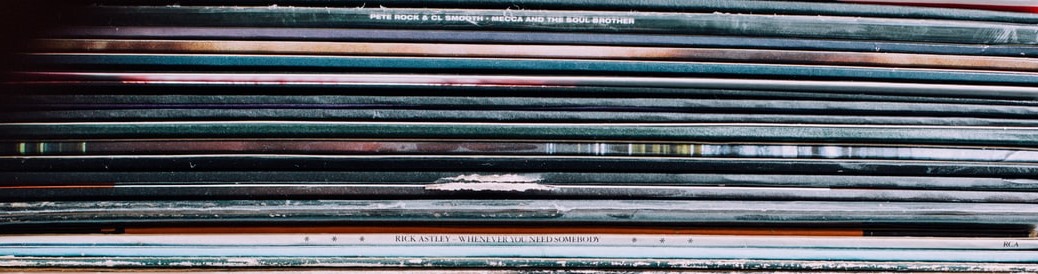 PETE ROCK & CL SMOOTH • MECCA AND THE SOUL BROTHER
* * * RICK ASTLEY – WHENEVER YOU NEED SOMEBODY * * * RCA